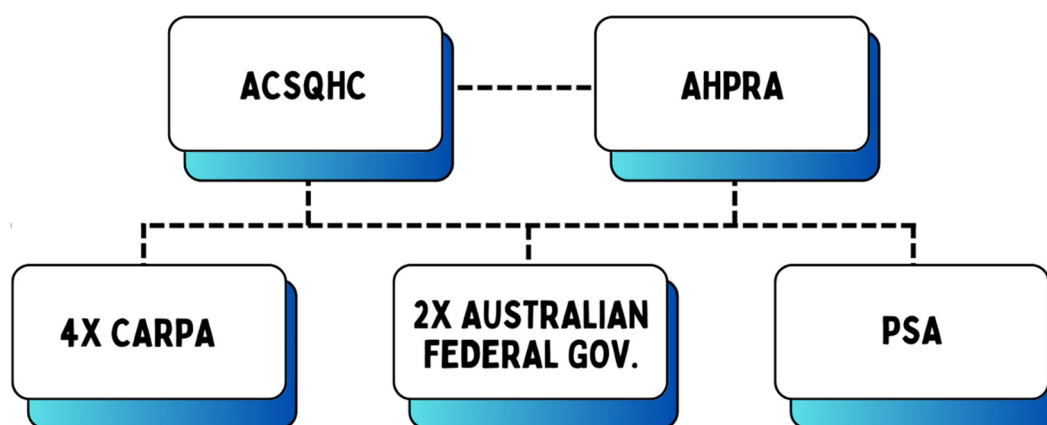 ACSQHC
AHPRA
4X CARPA
2X AUSTRALIAN
FEDERAL GOV.
PSA